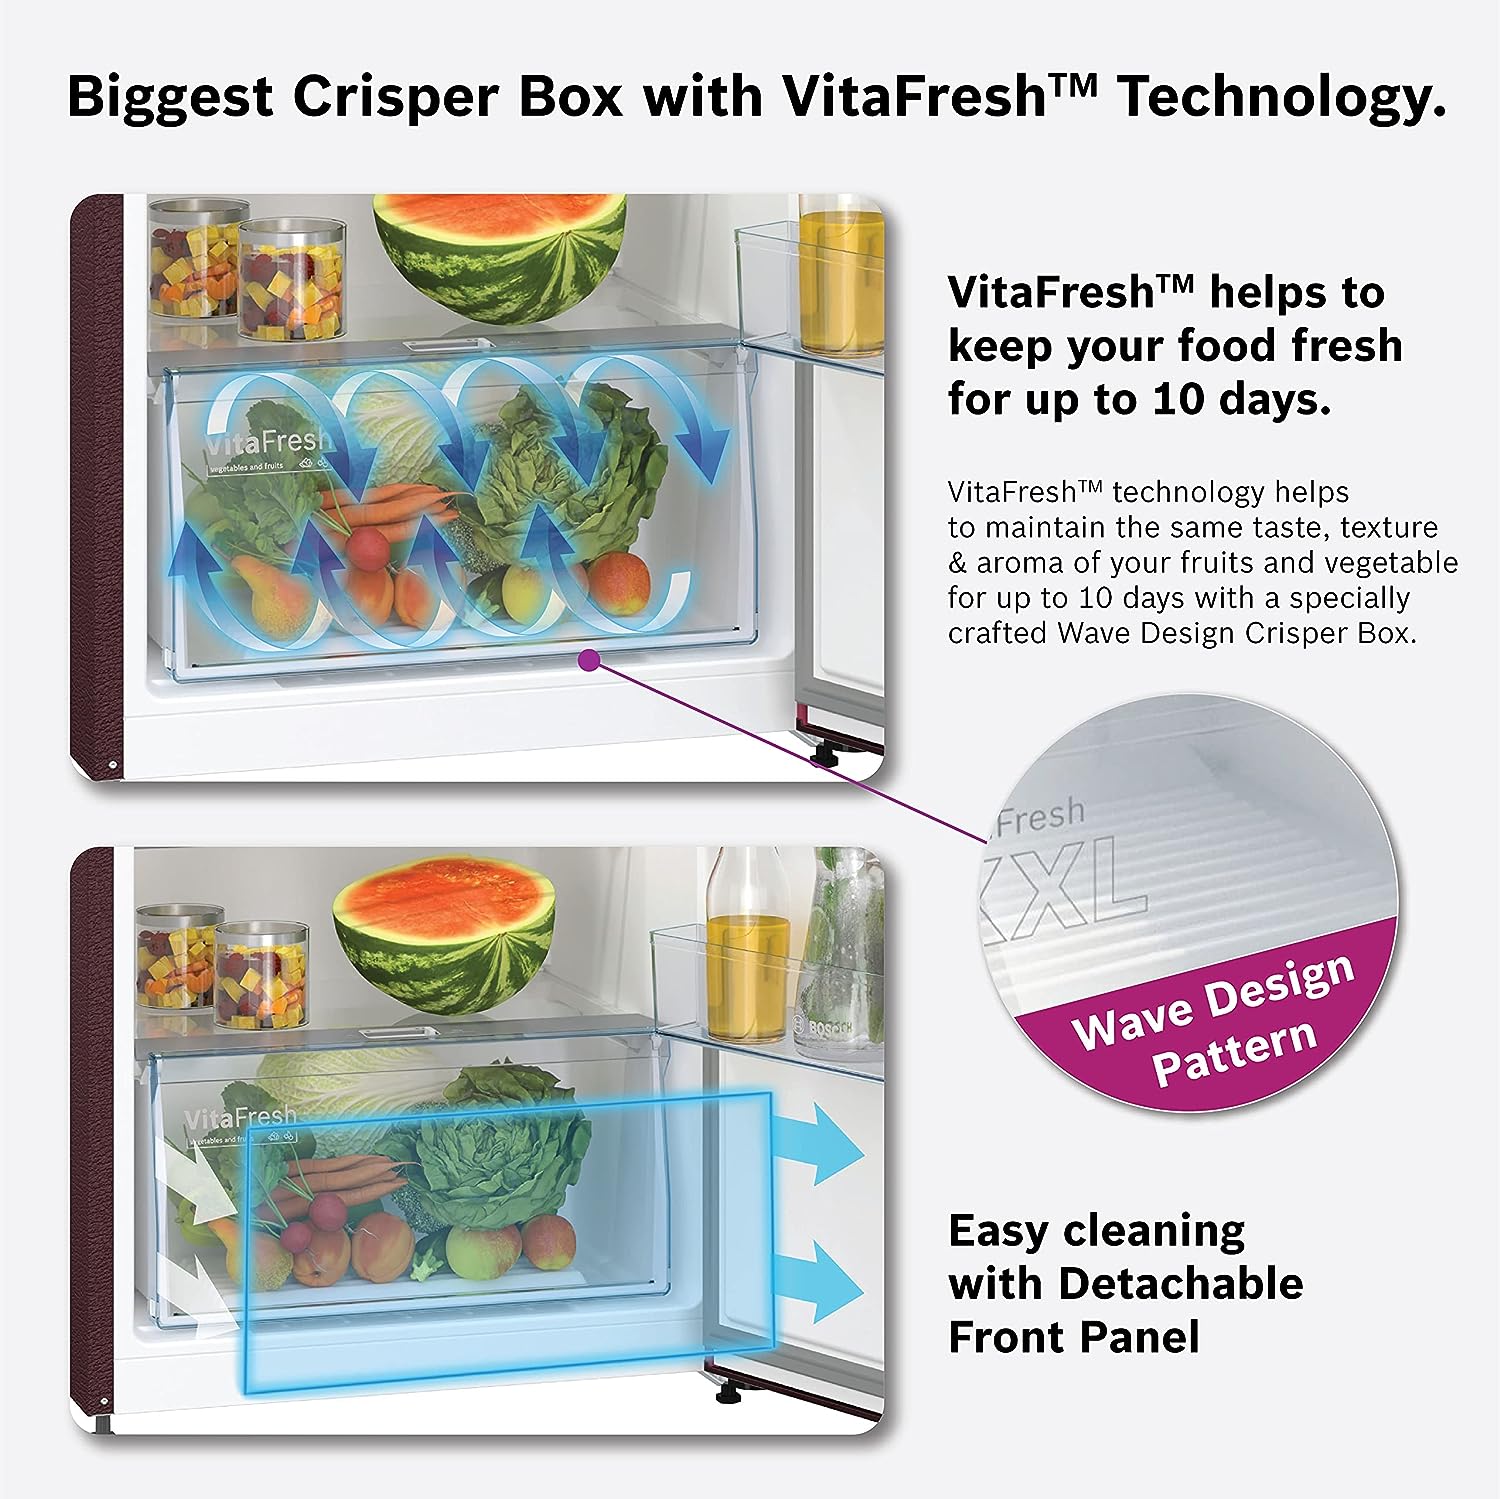 Biggest Crisper Box with VitaFresh™ Technology.
VitaFresh
vegetables and fruits
VitaFresh™ helps to
keep your food fresh
for up to 10 days.
VitaFresh™ technology helps
to maintain the same taste, texture
& aroma of your fruits and vegetable
for up to 10 days with a specially
crafted Wave Design Crisper Box.
Fresh
XXL
Wave Design
Pattern
BOSCH
VitaFresh
vegetables and fruits
Easy cleaning
with Detachable
Front Panel